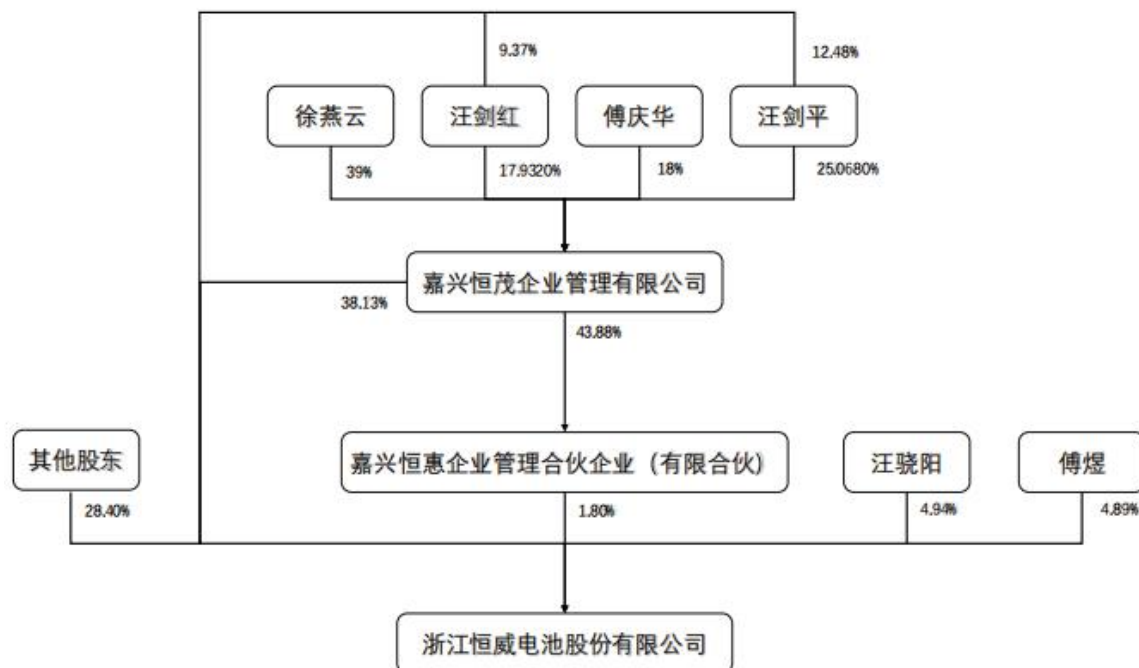 9.37%
12.48%
徐燕云
汪剑红
傅庆华
汪剑平
39%
17.9320%
18%
25.0680%
嘉兴恒茂企业管理有限公司
38.13%
43.88%
其他股东
嘉兴恒惠企业管理合伙企业（有限合伙）
汪骁阳
傅煜
28.40%
1.80%
4.94%
4.89%
浙江恒威电池股份有限公司